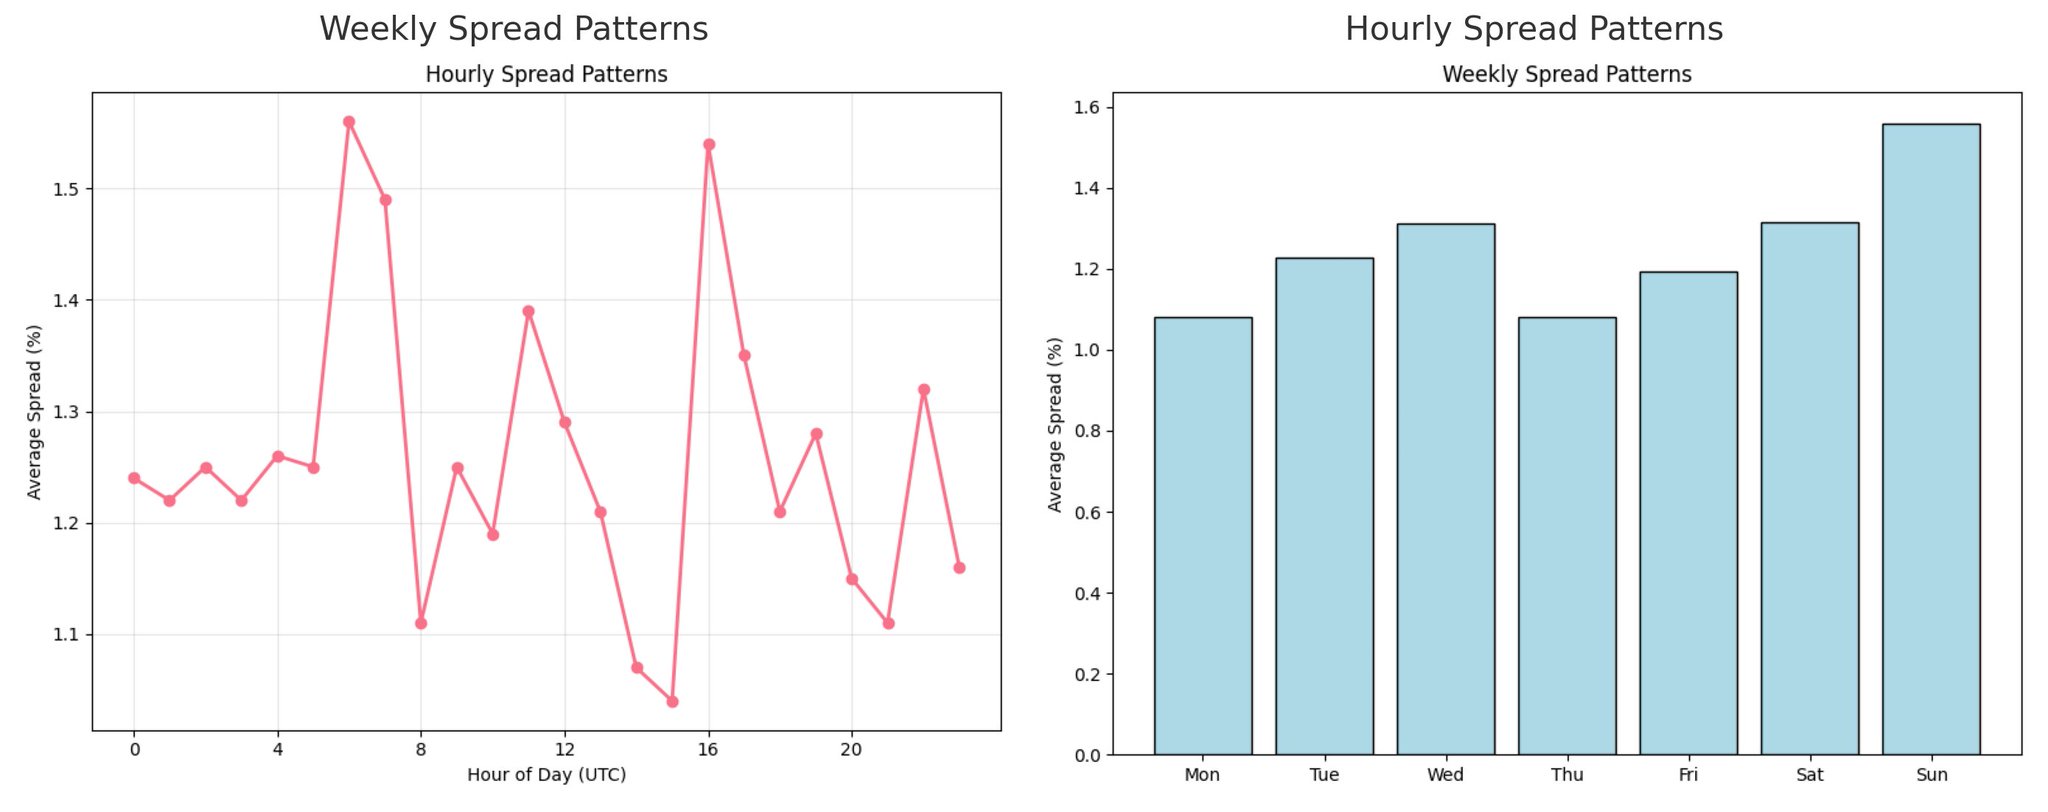 Weekly Spread Patterns
Hourly Spread Patterns
Average Spread (%)
1.5
1.4
1.3
1.2
1.1
0 4 8 12 16 20
Hour of Day (UTC)
Hourly Spread Patterns
Weekly Spread Patterns
Average Spread (%)
1.6
1.4
1.2
1.0
0.8
0.6
0.4
0.2
0.0
Mon Tue Wed Thu Fri Sat Sun